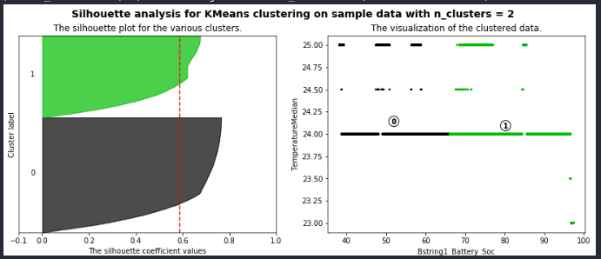 Silhouette analysis for KMeans clustering on sample data with n_clusters = 2
The silhouette plot for the various clusters.
Cluster label
1
0
−0.1 0.0 0.2 0.4 0.6 0.8 1.0
The silhouette coefficient values
The visualization of the clustered data.
TemperatureMedian
25.00
24.75
24.50
24.25
24.00
23.75
23.50
23.25
23.00
0
1
40 50 60 70 80 90 100
Bstring1_Battery_Soc